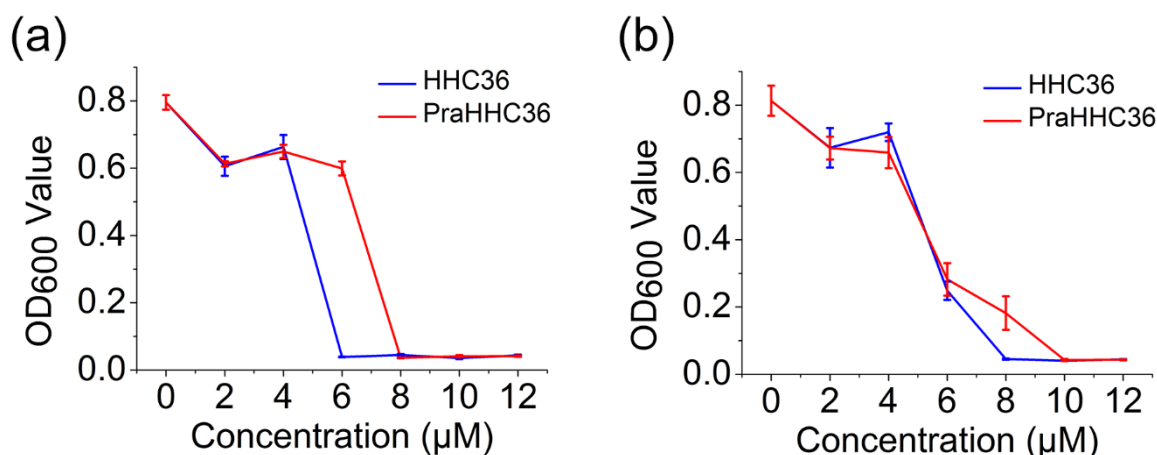 (a)
HHC36
PraHHC36
OD600 Value
0.8
0.6
0.4
0.2
0.0
0 2 4 6 8 10 12
Concentration (µM)
(b)
HHC36
PraHHC36
OD600 Value
0.8
0.6
0.4
0.2
0.0
0 2 4 6 8 10 12
Concentration (µM)